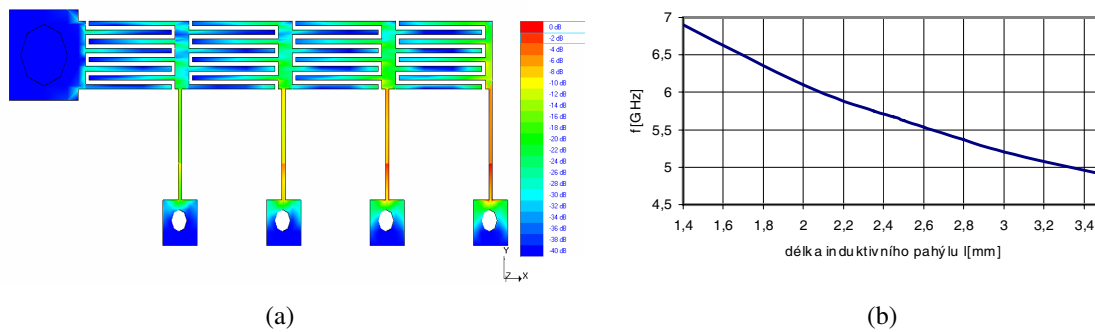 0 dB
-2 dB
-4 dB
-6 dB
-8 dB
-10 dB
-12 dB
-14 dB
-16 dB
-18 dB
-20 dB
-22 dB
-24 dB
-26 dB
-28 dB
-30 dB
-32 dB
-34 dB
-36 dB
-38 dB
-40 dB
Y
Z X
7
6,5
6
5,5
5
4,5
f[GHz]
1,4 1,6 1,8 2 2,2 2,4 2,6 2,8 3 3,2 3,4
délka induktivního pahýlu l[mm]
(a) (b)